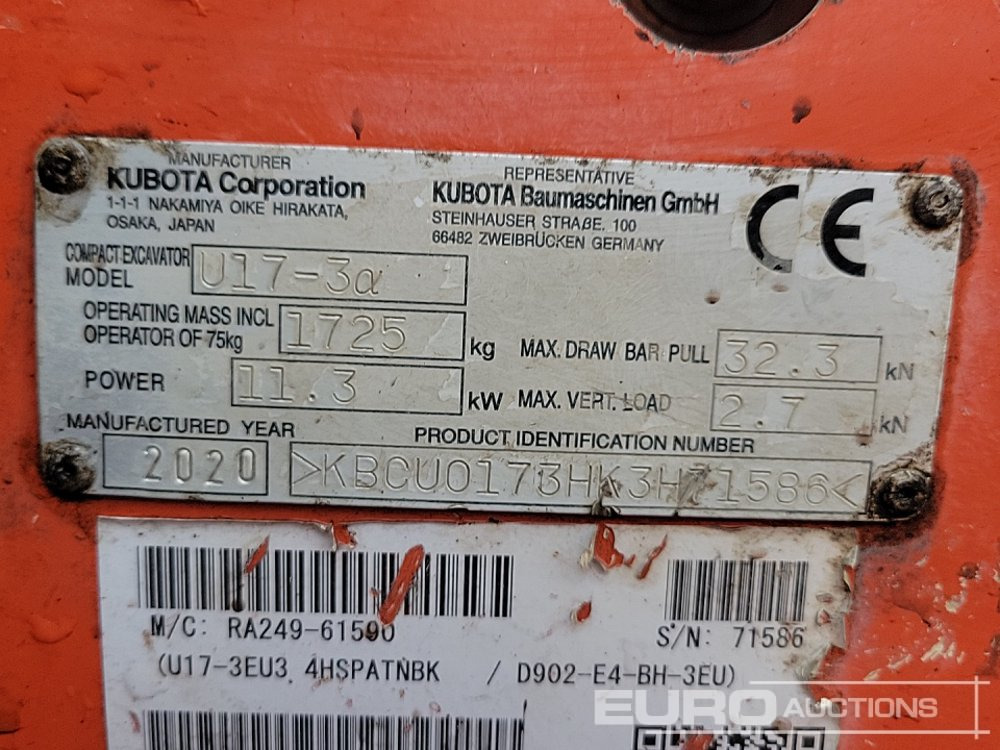 MANUFACTURER
KUBOTA Corporation
1-1-1 NAKAMIYA OIKE HIRAKATA,
OSAKA, JAPAN
REPRESENTATIVE
KUBOTA Baumaschinen GmbH
STEINHAUSER STRAßE. 100
66482 ZWEIBRÜCKEN GERMANY
CE
COMPACT EXCAVATOR
MODEL U17-3α
OPERATING MASS INCL
OPERATOR OF 75kg 1725 kg
MAX. DRAW BAR PULL 32.3 kN
POWER 11.3 kW
MAX. VERT. LOAD 2.7 kN
MANUFACTURED YEAR
2020
PRODUCT IDENTIFICATION NUMBER
>KBCU0173HK3H71586<
M/C: RA249-61590
S/N: 71586
(U17-3EU3 4HSPATNBK / D902-E4-BH-3EU)
EURO AUCTIONS